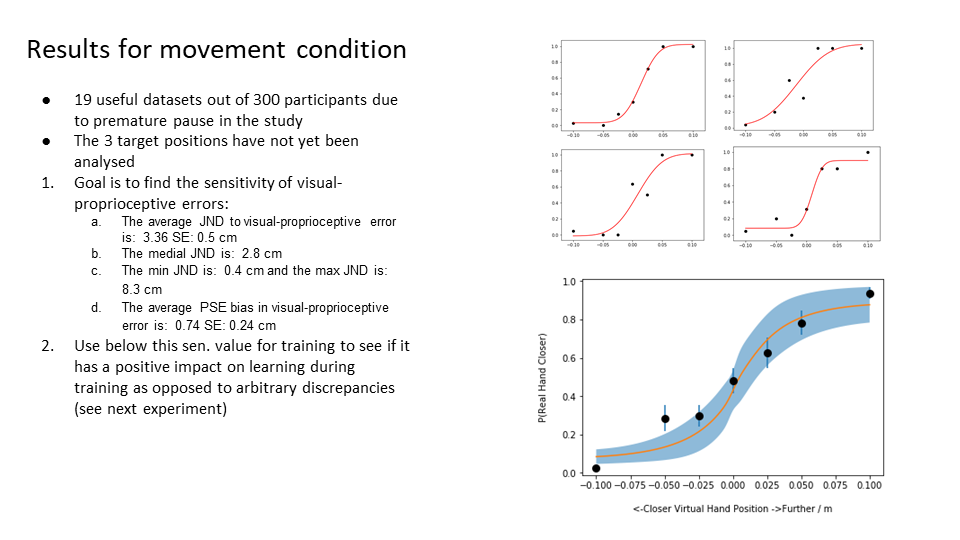 Results for movement condition
● 19 useful datasets out of 300 participants due
to premature pause in the study
● The 3 target positions have not yet been
analysed
1. Goal is to find the sensitivity of visual-
proprioceptive errors:
a. The average JND to visual-proprioceptive error
is: 3.36 SE: 0.5 cm
b. The medial JND is: 2.8 cm
c. The min JND is: 0.4 cm and the max JND is:
8.3 cm
d. The average PSE bias in visual-proprioceptive
error is: 0.74 SE: 0.24 cm
2. Use below this sen. value for training to see if it
has a positive impact on learning during
training as opposed to arbitrary discrepancies
(see next experiment)
1.0
0.8
0.6
0.4
0.2
0.0
−0.10 −0.05 0.00 0.05 0.10
1.0
0.8
0.6
0.4
0.2
0.0
−0.10 −0.05 0.00 0.05 0.10
1.0
0.8
0.6
0.4
0.2
0.0
−0.10 −0.05 0.00 0.05 0.10
1.0
0.8
0.6
0.4
0.2
0.0
−0.10 −0.05 0.00 0.05 0.10
P(Real Hand Closer)
1.0
0.8
0.6
0.4
0.2
0.0
−0.100 −0.075 −0.050 −0.025 0.000 0.025 0.050 0.075 0.100
<-Closer Virtual Hand Position ->Further / m